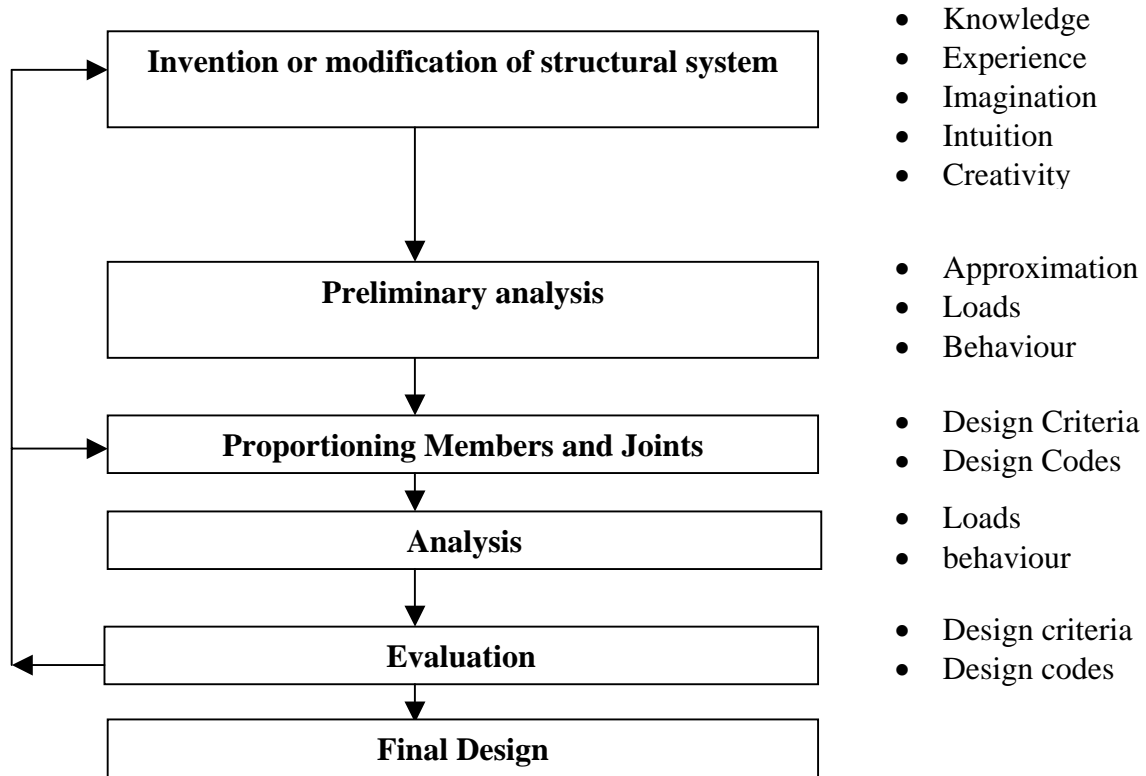 Invention or modification of structural system
• Knowledge
• Experience
• Imagination
• Intuition
• Creativity
Preliminary analysis
• Approximation
• Loads
• Behaviour
Proportioning Members and Joints
• Design Criteria
• Design Codes
Analysis
• Loads
• behaviour
Evaluation
• Design criteria
• Design codes
Final Design